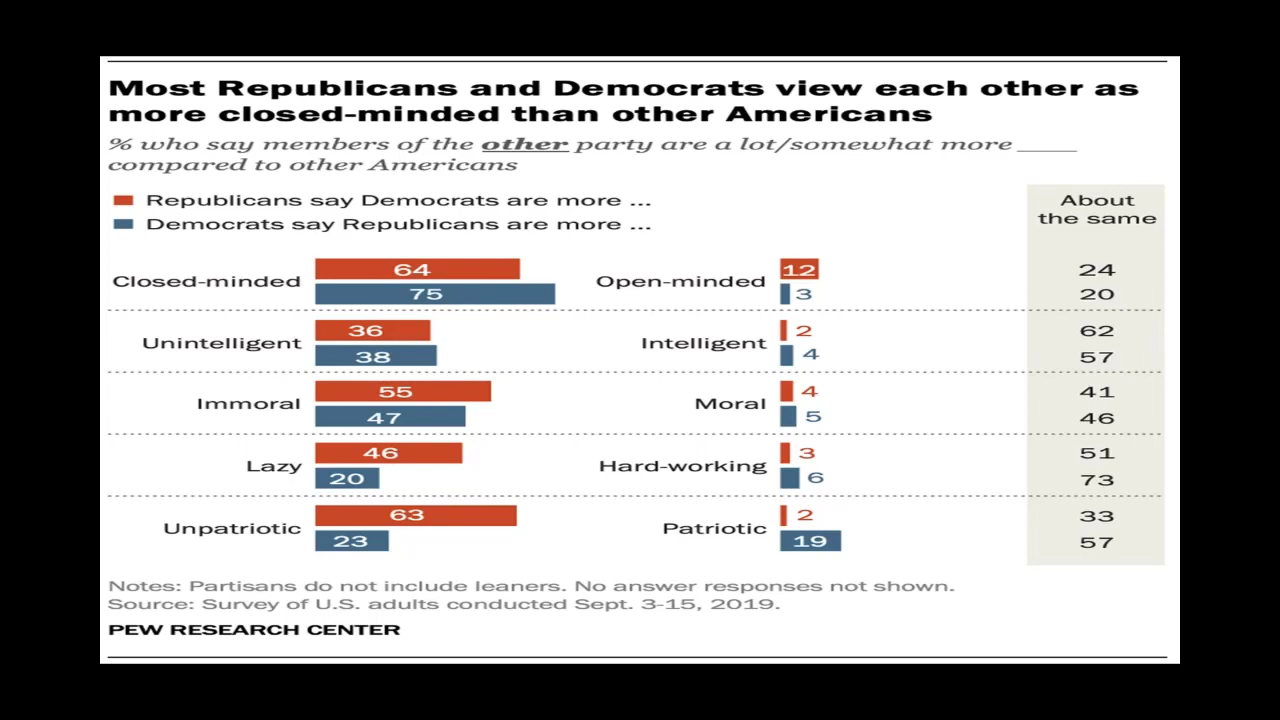 Most Republicans and Democrats view each other as
more closed-minded than other Americans
% who say members of the other party are a lot/somewhat more ____
compared to other Americans
Republicans say Democrats are more ...
Democrats say Republicans are more ...
About
the same
Closed-minded 64 Open-minded 12 24
75 3 20
Unintelligent 36 Intelligent 2 62
38 4 57
Immoral 55 Moral 4 41
47 5 46
Lazy 46 Hard-working 3 51
20 6 73
Unpatriotic 63 Patriotic 2 33
23 19 57
Notes: Partisans do not include leaners. No answer responses not shown.
Source: Survey of U.S. adults conducted Sept. 3-15, 2019.
PEW RESEARCH CENTER